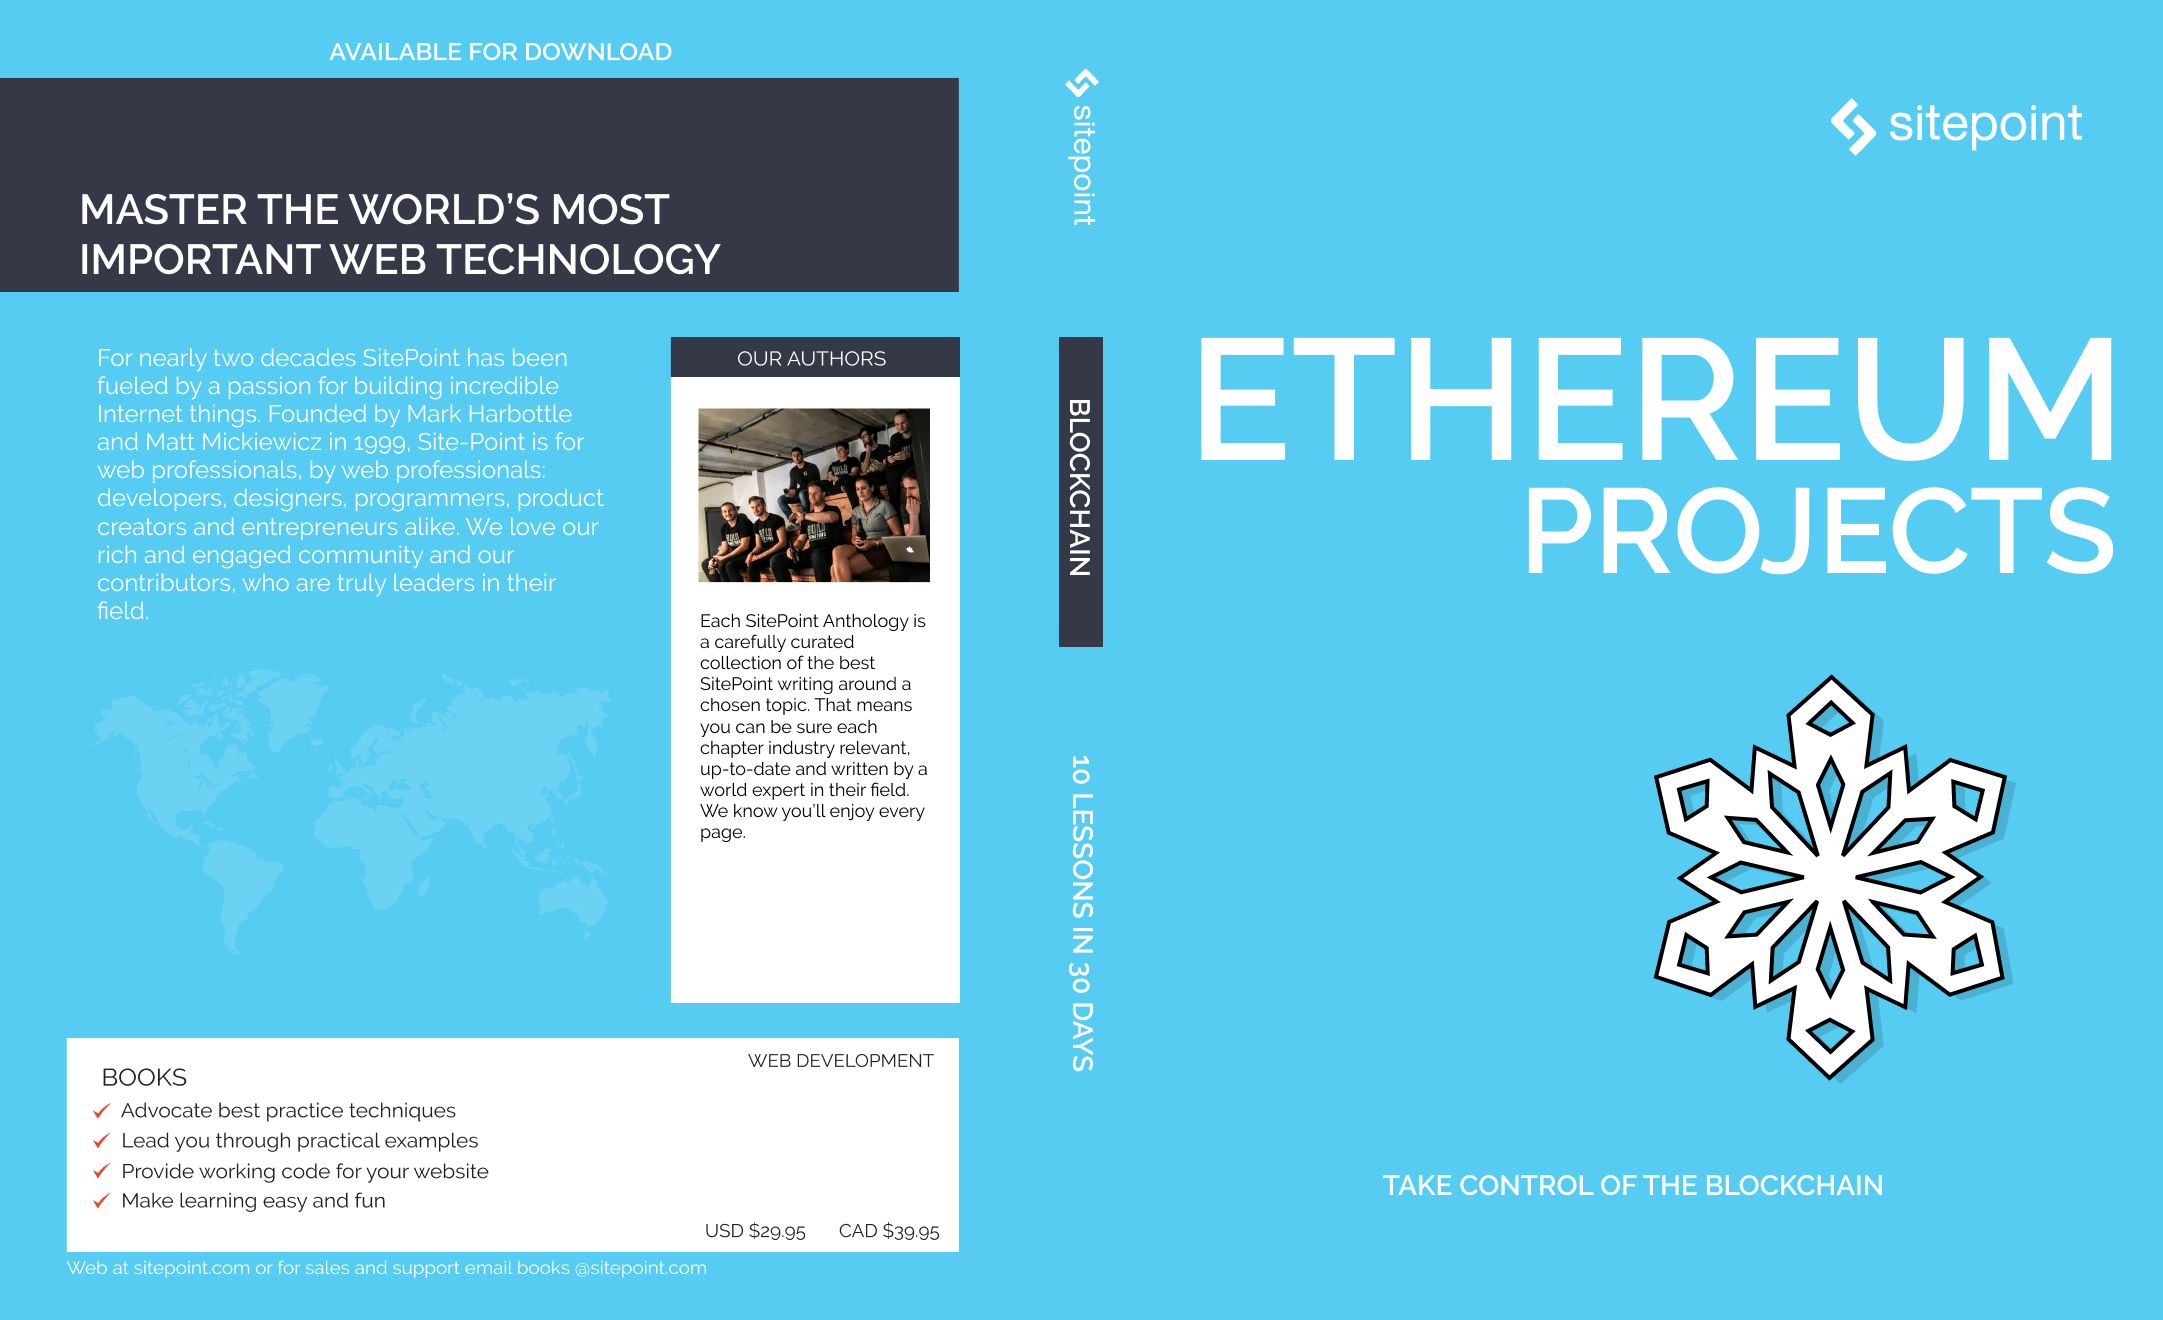 AVAILABLE FOR DOWNLOAD
MASTER THE WORLD’S MOST
IMPORTANT WEB TECHNOLOGY
For nearly two decades SitePoint has been
fueled by a passion for building incredible
Internet things. Founded by Mark Harbottle
and Matt Mickiewicz in 1999, Site-Point is for
web professionals, by web professionals:
developers, designers, programmers, product
creators and entrepreneurs alike. We love our
rich and engaged community and our
contributors, who are truly leaders in their
field.
OUR AUTHORS
Each SitePoint Anthology is
a carefully curated
collection of the best
SitePoint writing around a
chosen topic. That means
you can be sure each
chapter industry relevant,
up-to-date and written by a
world expert in their field.
We know you’ll enjoy every
page.
WEB DEVELOPMENT
BOOKS
Advocate best practice techniques
Lead you through practical examples
Provide working code for your website
Make learning easy and fun
USD $29.95 CAD $39.95
Web at sitepoint.com or for sales and support email books @sitepoint.com
sitepoint
BLOCKCHAIN
10 LESSONS IN 30 DAYS
sitepoint
ETHEREUM
PROJECTS
TAKE CONTROL OF THE BLOCKCHAIN